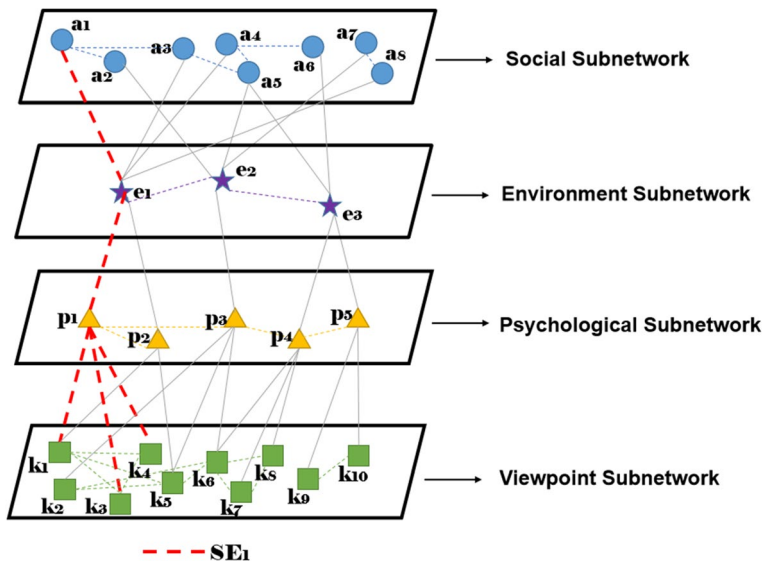 a1 a2 a3 a4 a5 a6 a7 a8
Social Subnetwork
e1 e2 e3
Environment Subnetwork
p1 p2 p3 p4 p5
Psychological Subnetwork
k1 k2 k3 k4 k5 k6 k7 k8 k9 k10
Viewpoint Subnetwork
SE1